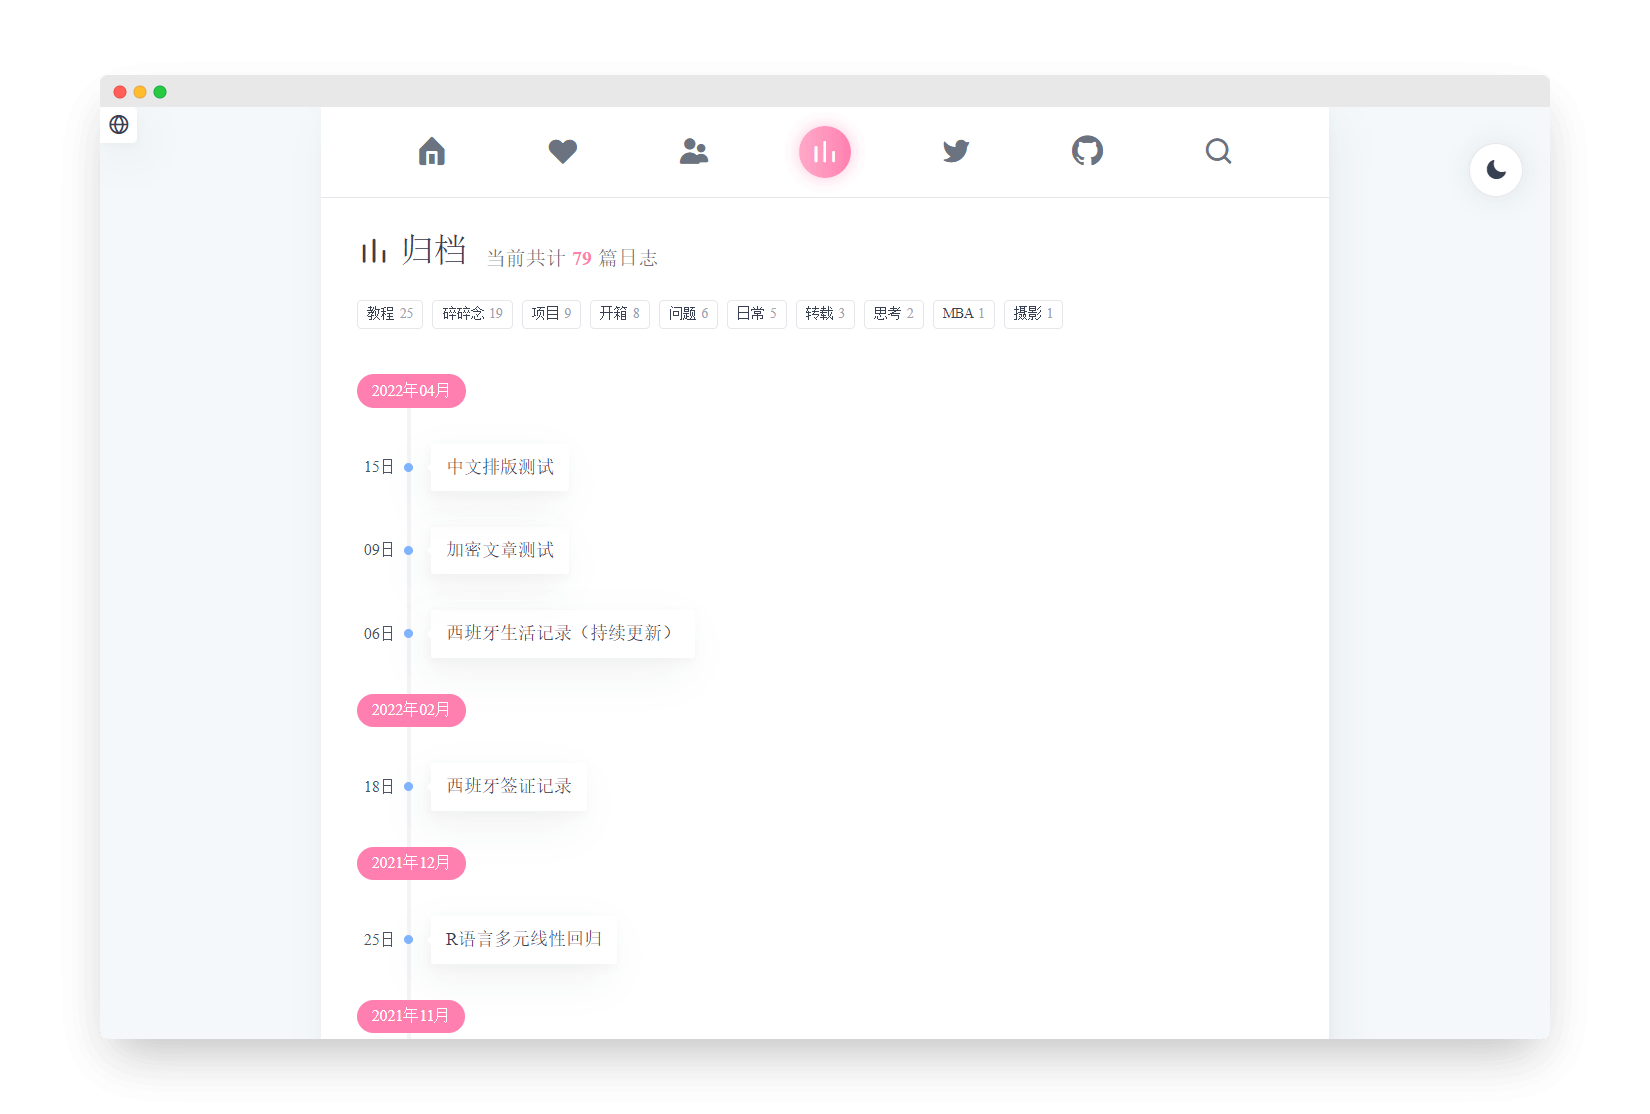 归档 当前共计 79 篇日志
教程 25 碎碎念 19 项目 9 开箱 8 问题 6 日常 5 转载 3 思考 2 MBA 1 摄影 1
2022年04月
15日 中文排版测试
09日 加密文章测试
06日 西班牙生活记录（持续更新）
2022年02月
18日 西班牙签证记录
2021年12月
25日 R语言多元线性回归
2021年11月